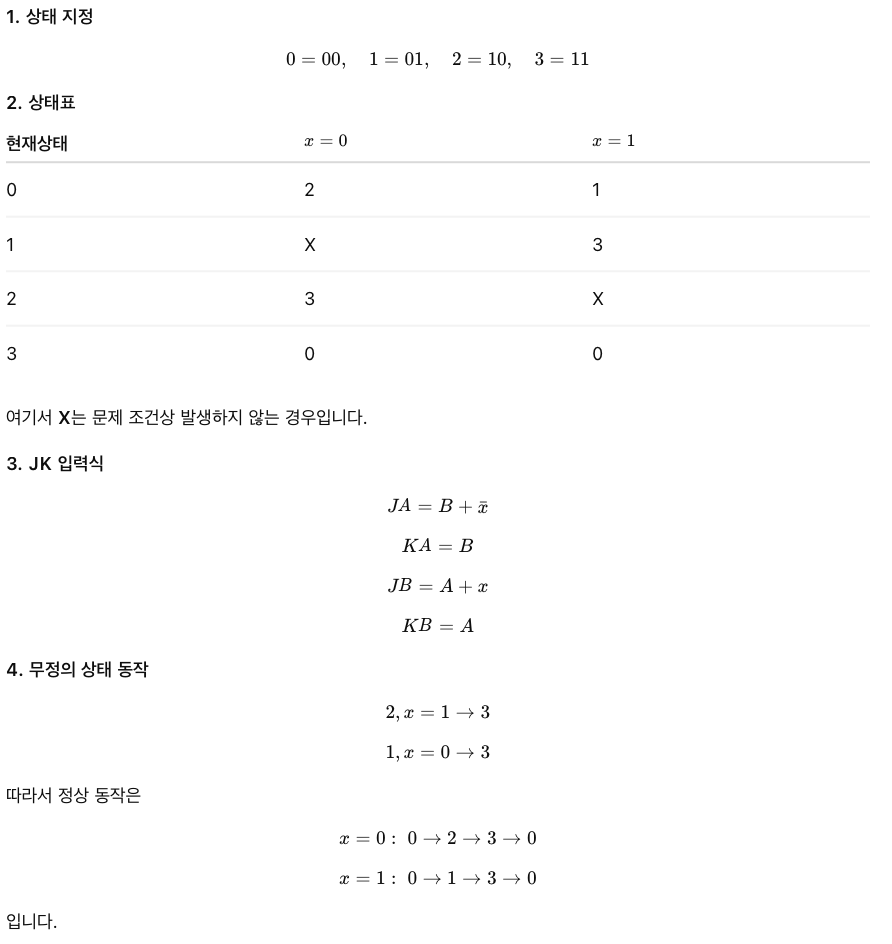 1. 상태 지정
0 = 00, 1 = 01, 2 = 10, 3 = 11
2. 상태표
현재상태 x = 0 x = 1
0 2 1
1 X 3
2 3 X
3 0 0
여기서 X는 문제 조건상 발생하지 않는 경우입니다.
3. JK 입력식
JA = B + x̄
KA = B
JB = A + x
KB = A
4. 무정의 상태 동작
2, x = 1 → 3
1, x = 0 → 3
따라서 정상 동작은
x = 0 : 0 → 2 → 3 → 0
x = 1 : 0 → 1 → 3 → 0
입니다.